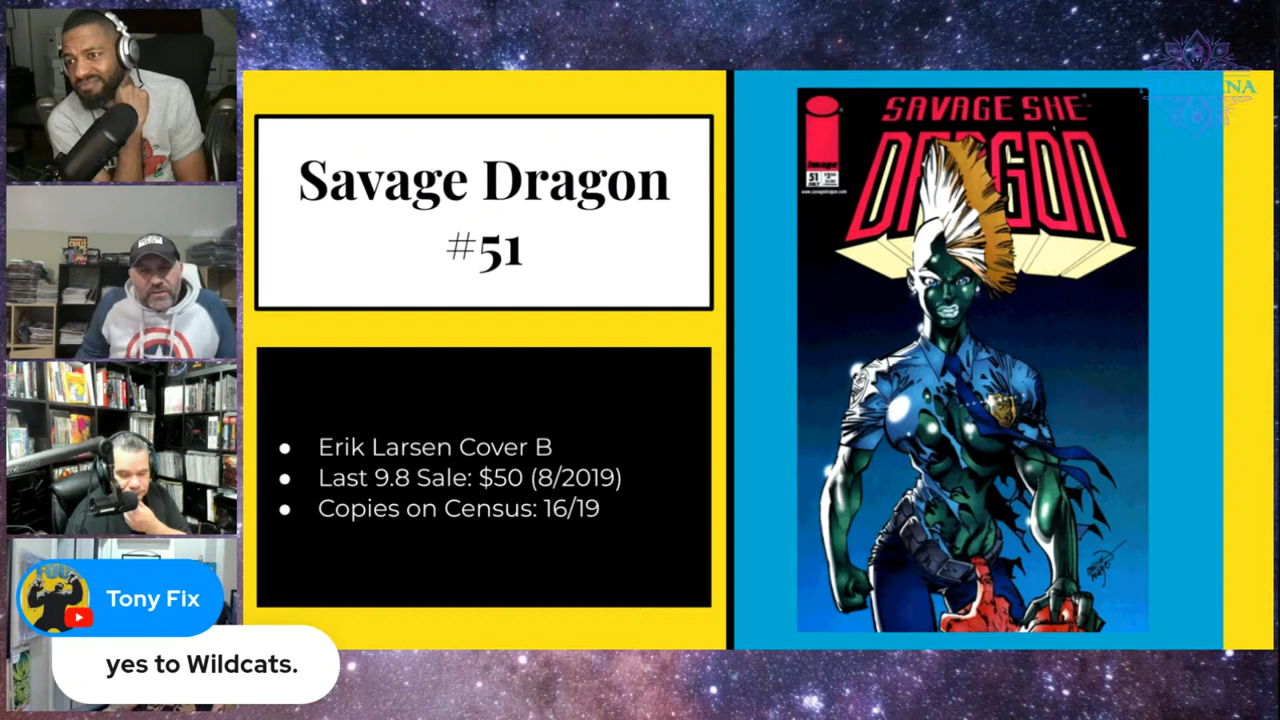 Savage Dragon
#51
Erik Larsen Cover B
Last 9.8 Sale: $50 (8/2019)
Copies on Census: 16/19
SAVAGE SHE-
DRAGON
image
51
Tony Fix
yes to Wildcats.